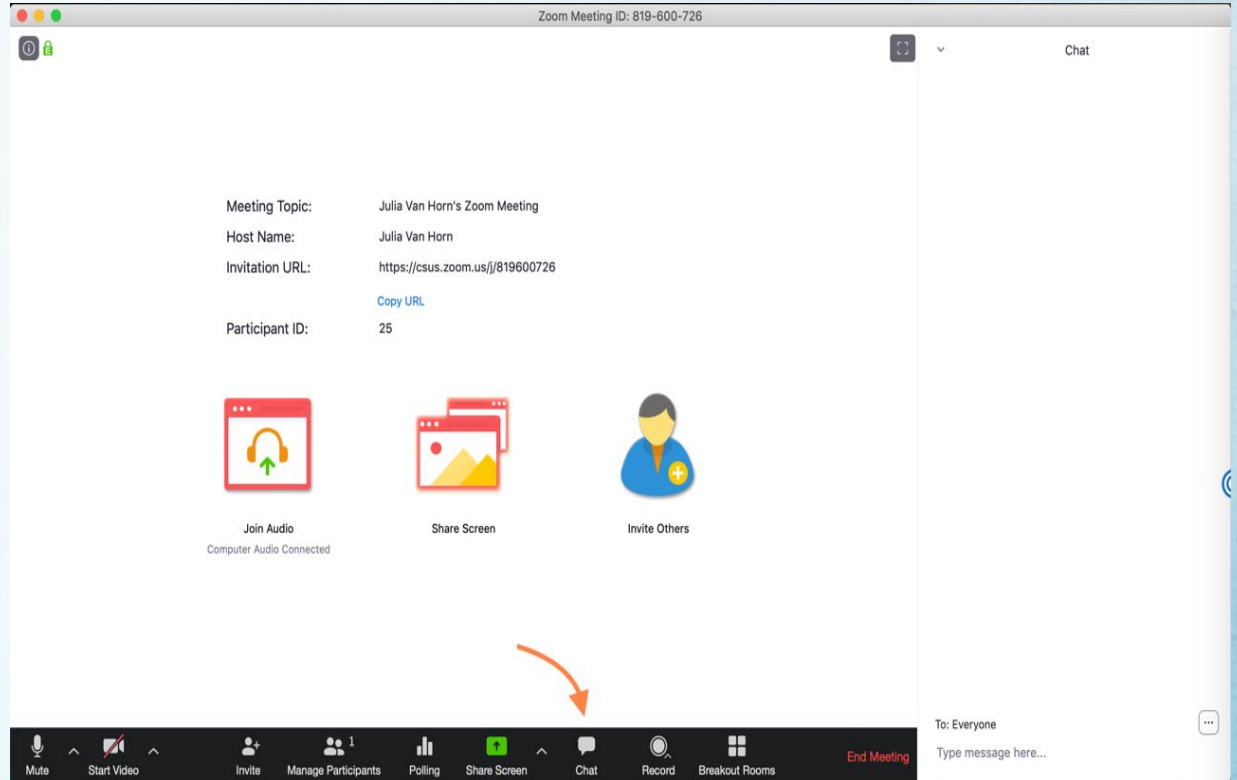 Zoom Meeting ID: 819-600-726
Chat
Meeting Topic: Julia Van Horn's Zoom Meeting
Host Name: Julia Van Horn
Invitation URL: https://csus.zoom.us/j/819600726
Copy URL
Participant ID: 25
Join Audio Share Screen Invite Others
Computer Audio Connected
To: Everyone
Type message here...
1
Mute Start Video Invite Manage Participants Polling Share Screen Chat Record Breakout Rooms End Meeting